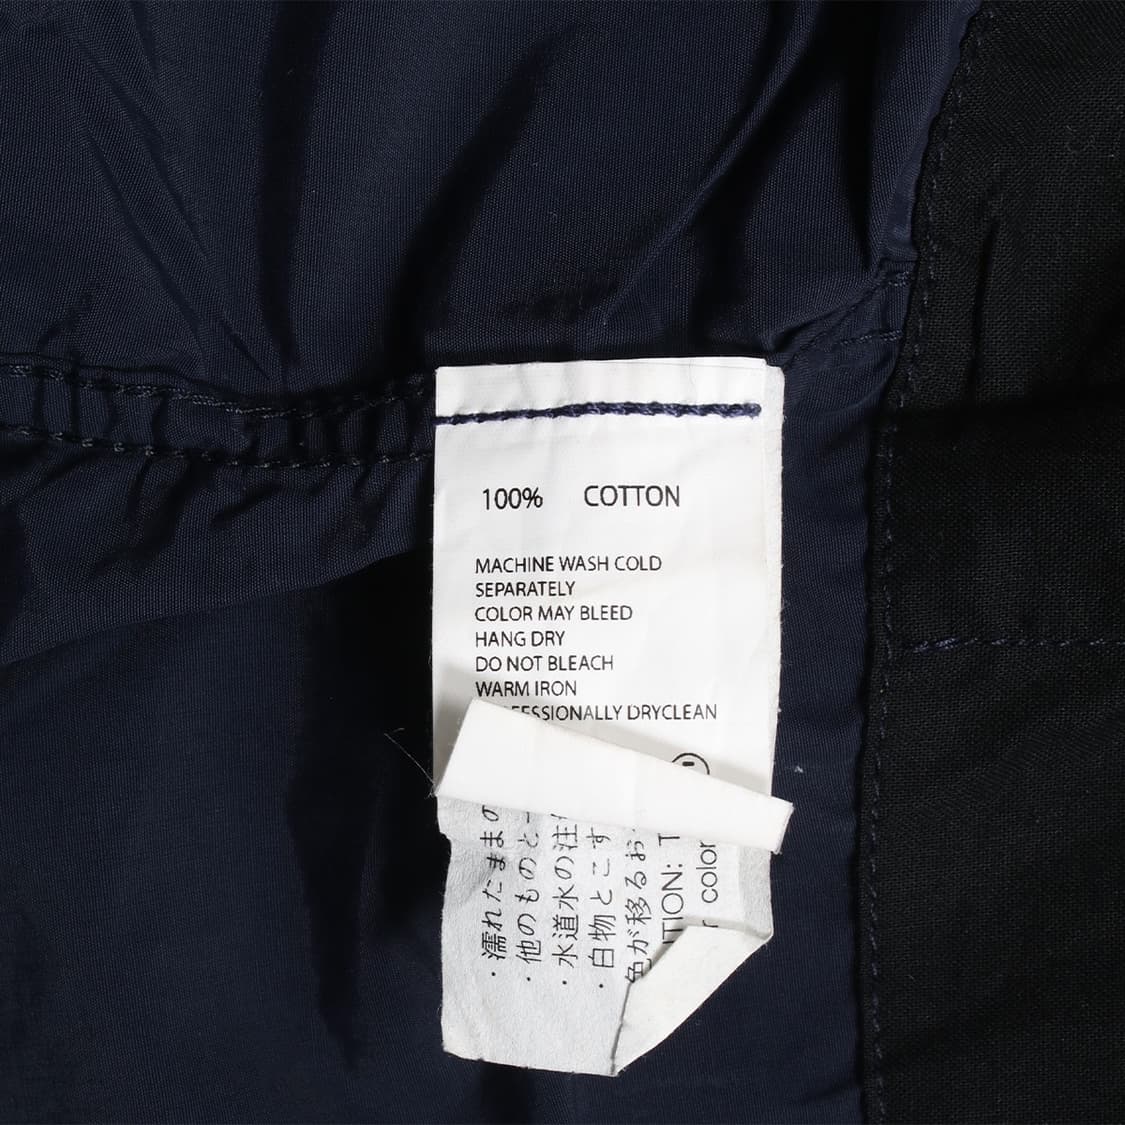 100% COTTON
MACHINE WASH COLD
SEPARATELY
COLOR MAY BLEED
HANG DRY
DO NOT BLEACH
WARM IRON
DRYCLEAN
・濡れたままの
・他のものと
・水道水の
・白物とこす
色が移るお
color